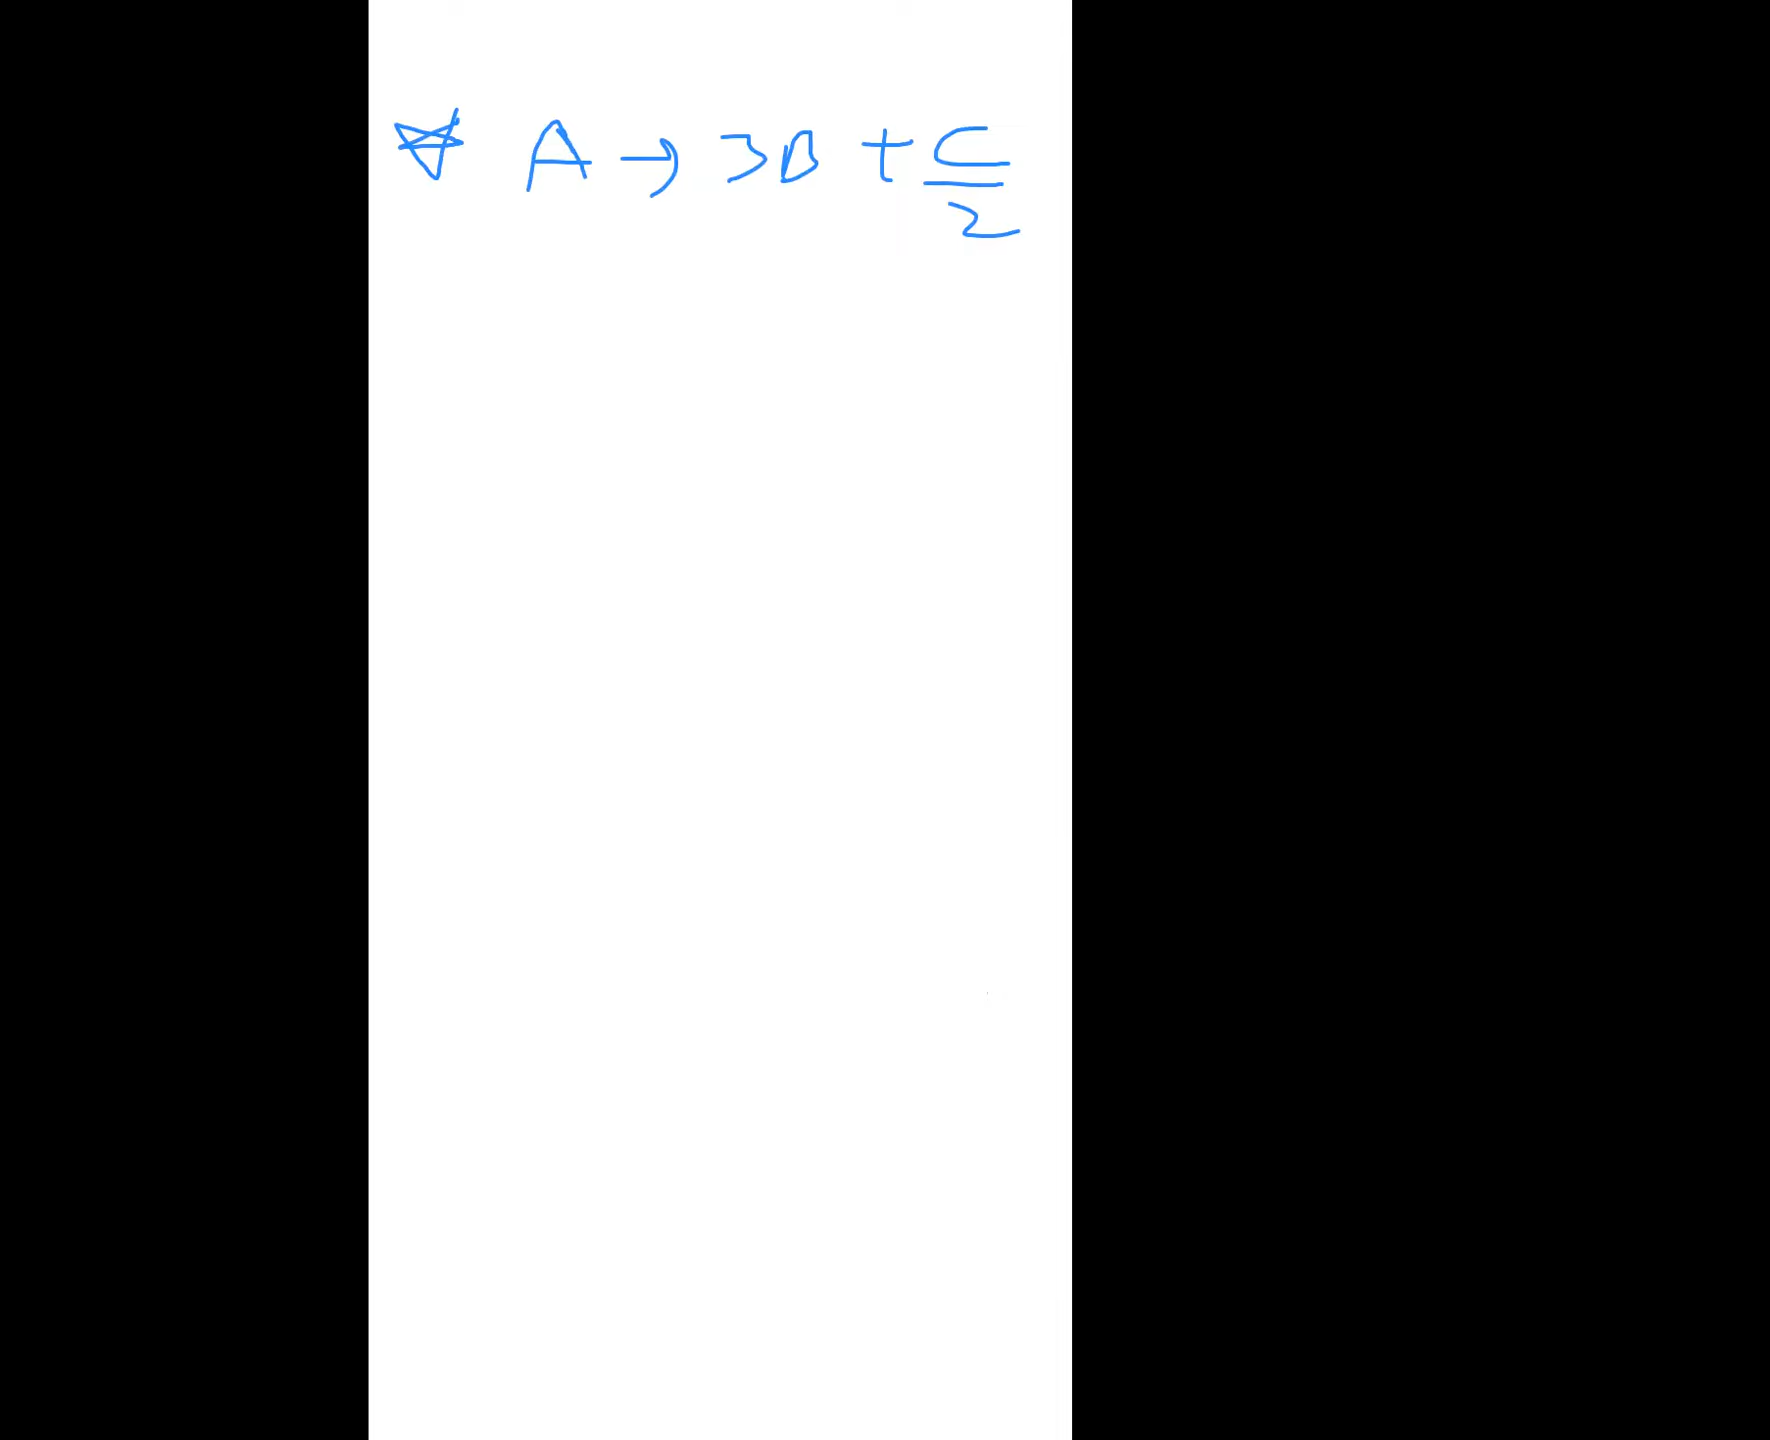 ☆ A → 3B + C/2